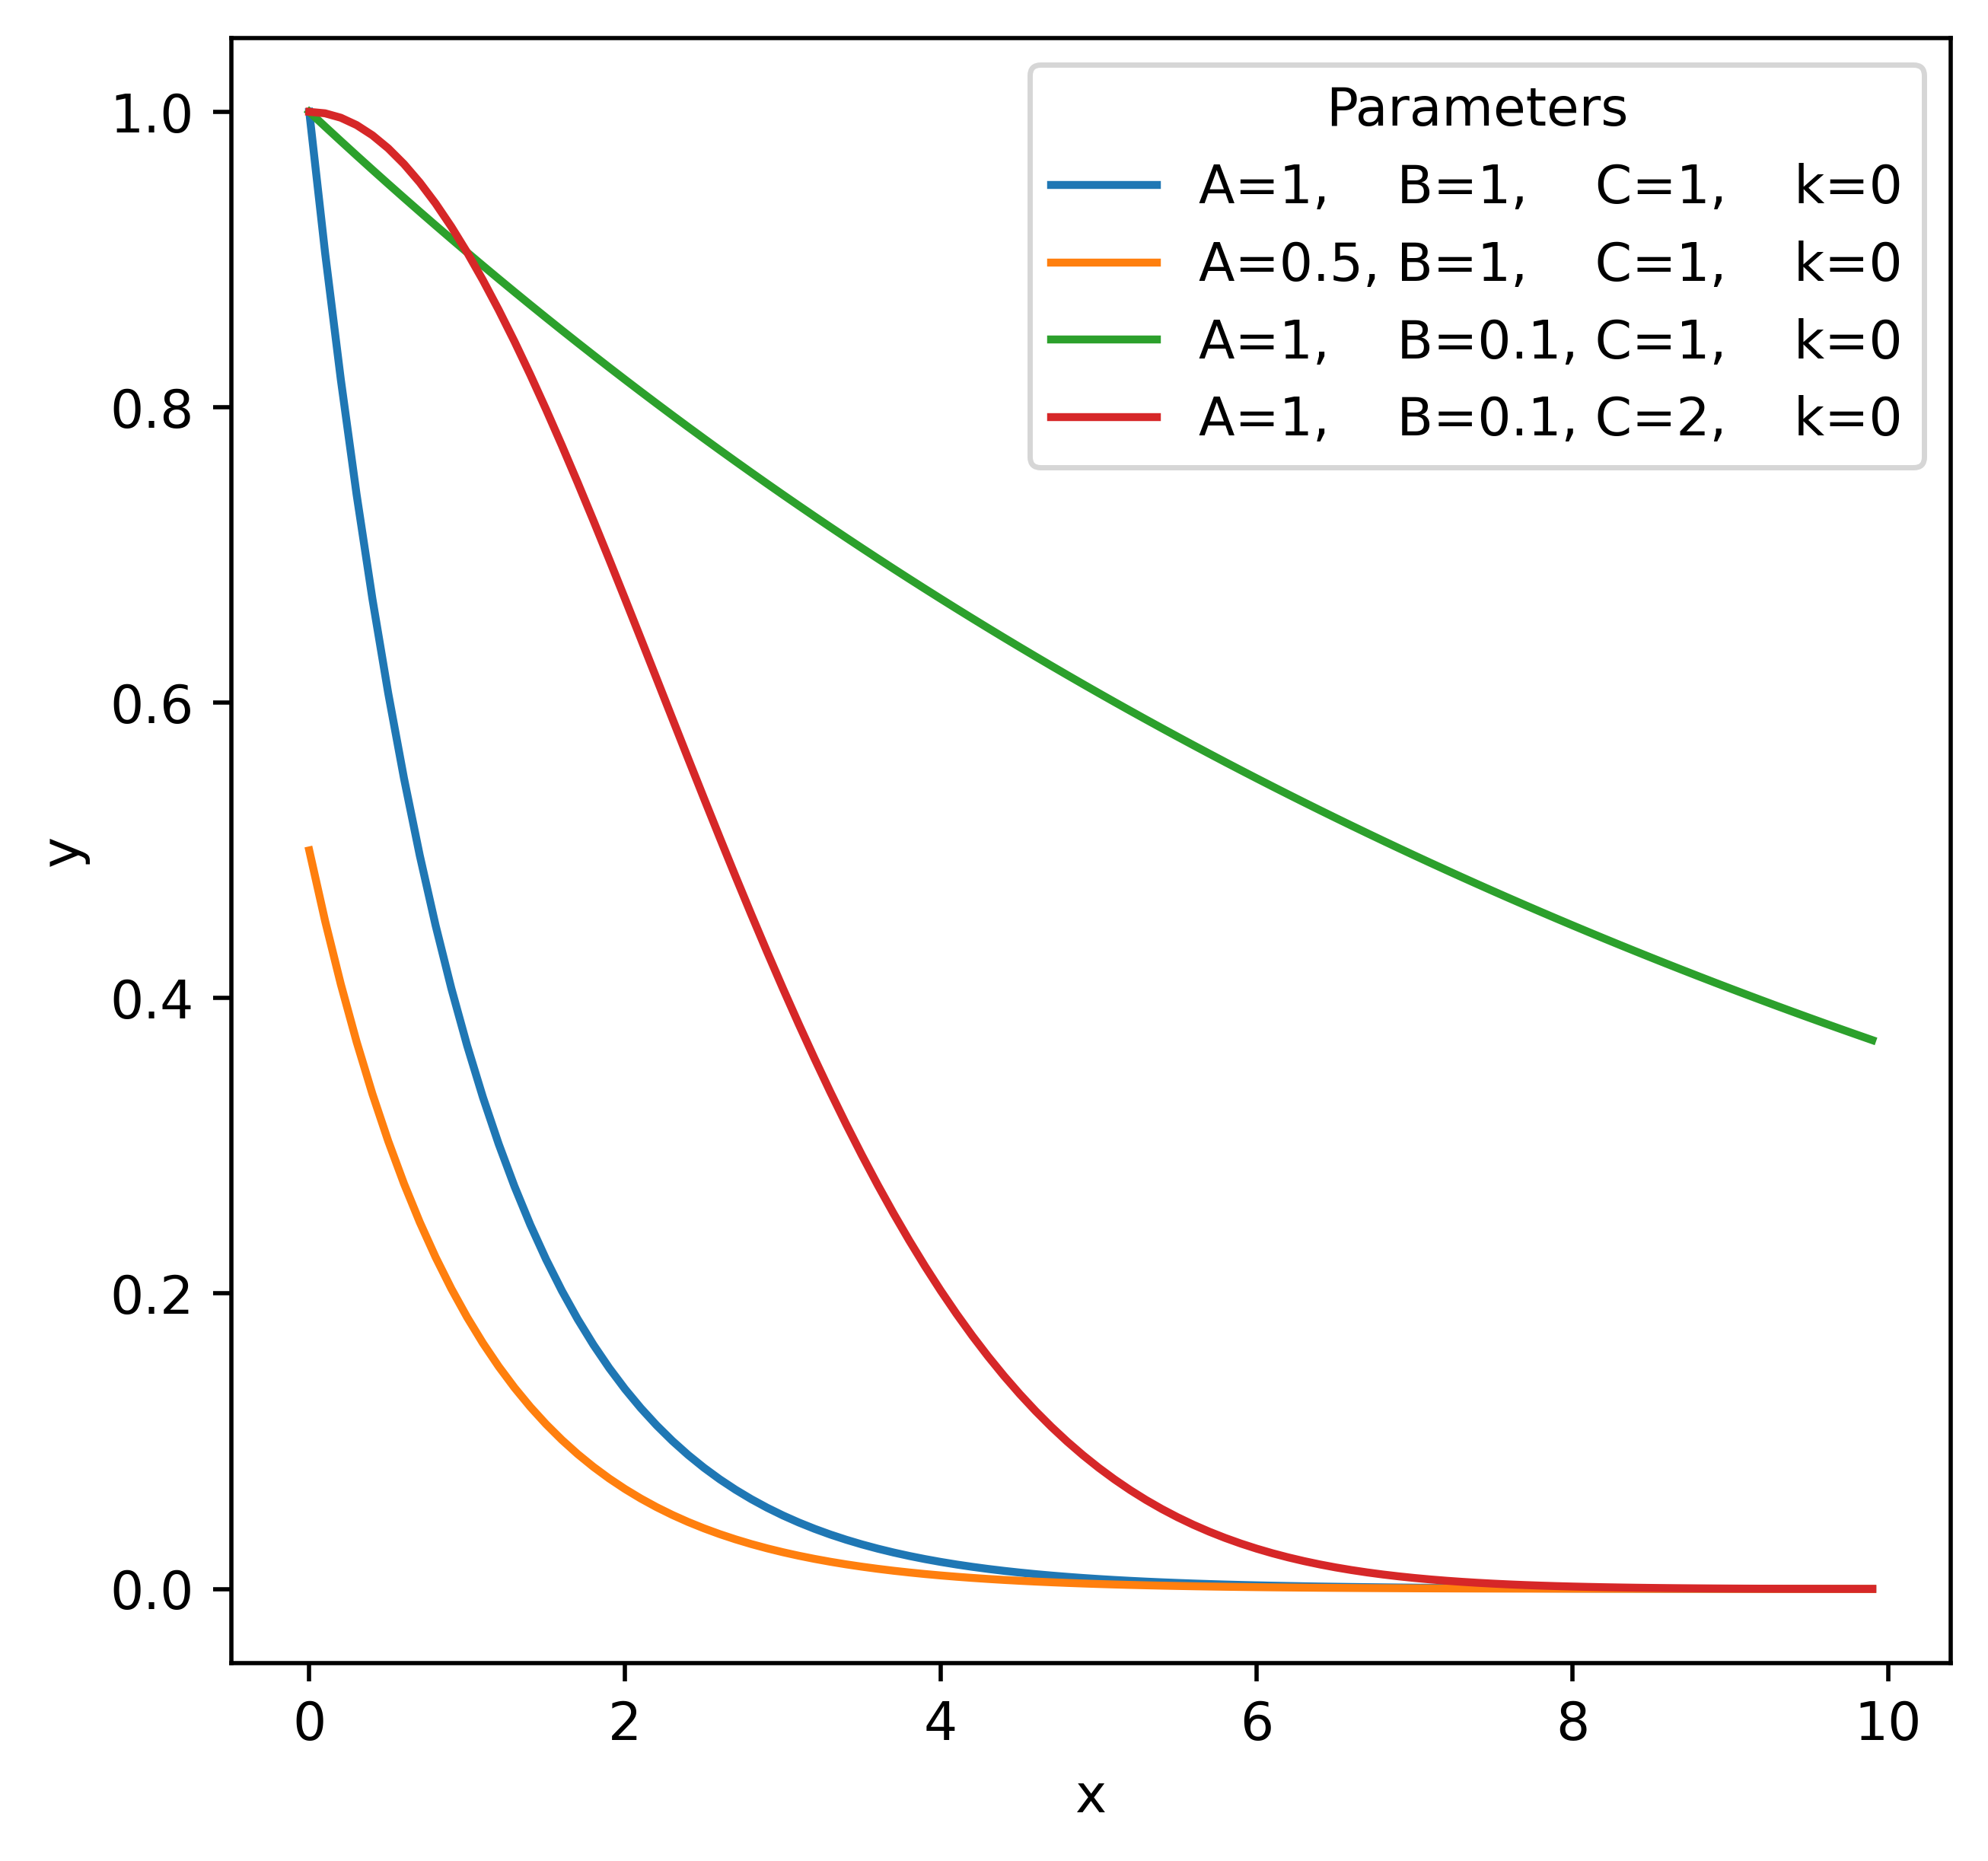 Parameters
A=1, B=1, C=1, k=0
A=0.5, B=1, C=1, k=0
A=1, B=0.1, C=1, k=0
A=1, B=0.1, C=2, k=0
1.0
0.8
0.6
0.4
0.2
0.0
y
0 2 4 6 8 10
x